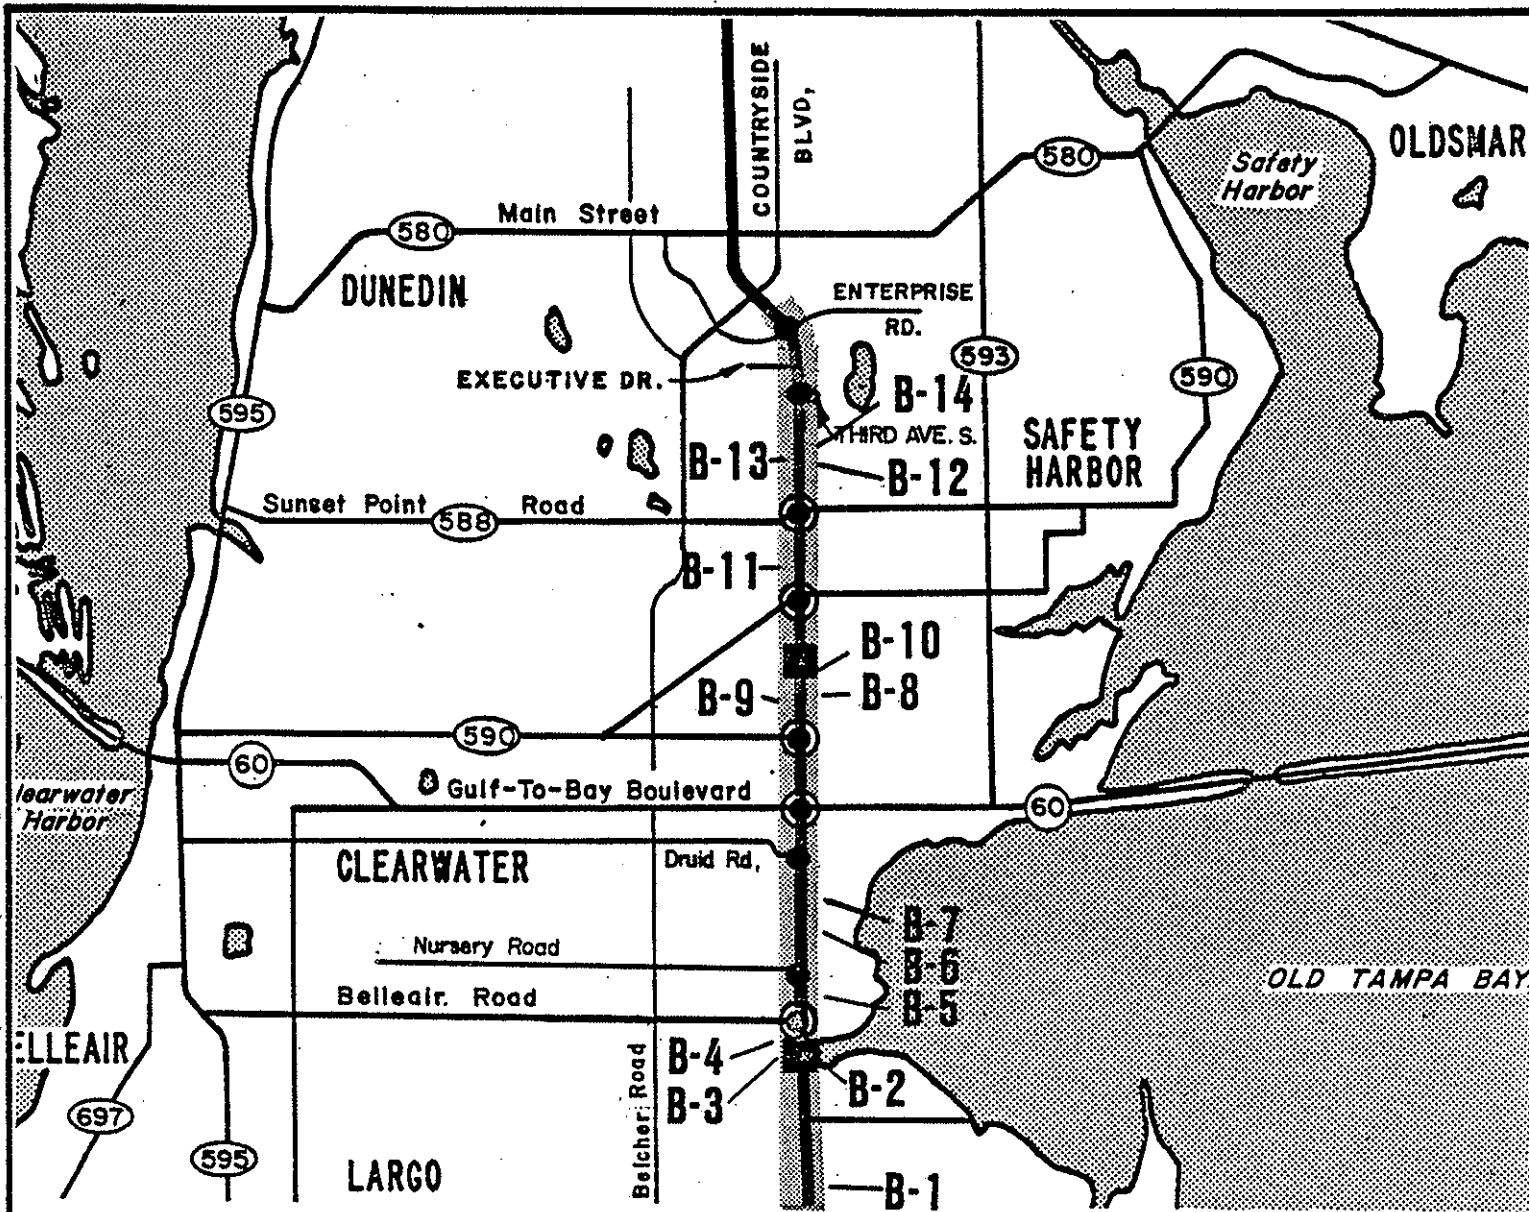 COUNTRYSIDE
BLVD,
OLDSMAR
580
Safety
Harbor
Main Street
580
DUNEDIN
ENTERPRISE
RD.
593
EXECUTIVE DR.
590
595
B-14
THIRD AVE. S.
SAFETY
HARBOR
B-13
B-12
Sunset Point
588
Road
B-11
B-10
B-9
B-8
590
60
learwater
Harbor
Gulf-To-Bay Boulevard
60
CLEARWATER
Druid Rd,
B-7
Nursery Road
B-6
OLD TAMPA BAY
Belleair. Road
B-5
ELLEAIR
B-4
Belcher Road
B-3
B-2
697
595
LARGO
B-1